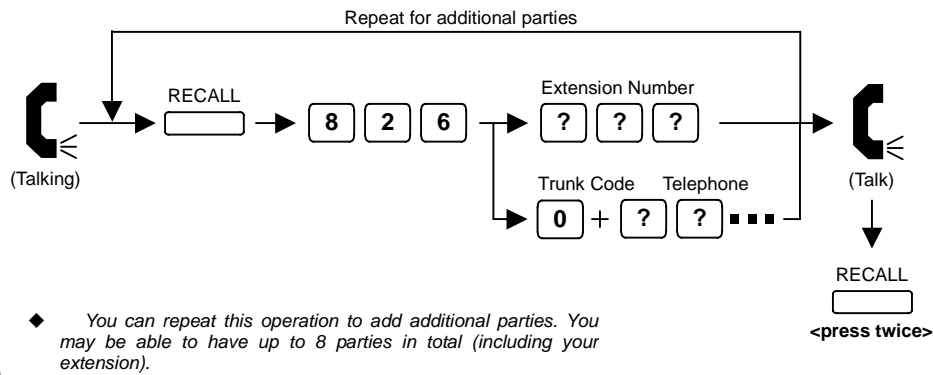 Repeat for additional parties
RECALL
Extension Number
8 2 6
? ? ?
(Talking)
(Talk)
Trunk Code Telephone
0 + ? ?
RECALL
<press twice>
◆ You can repeat this operation to add additional parties. You
may be able to have up to 8 parties in total (including your
extension).